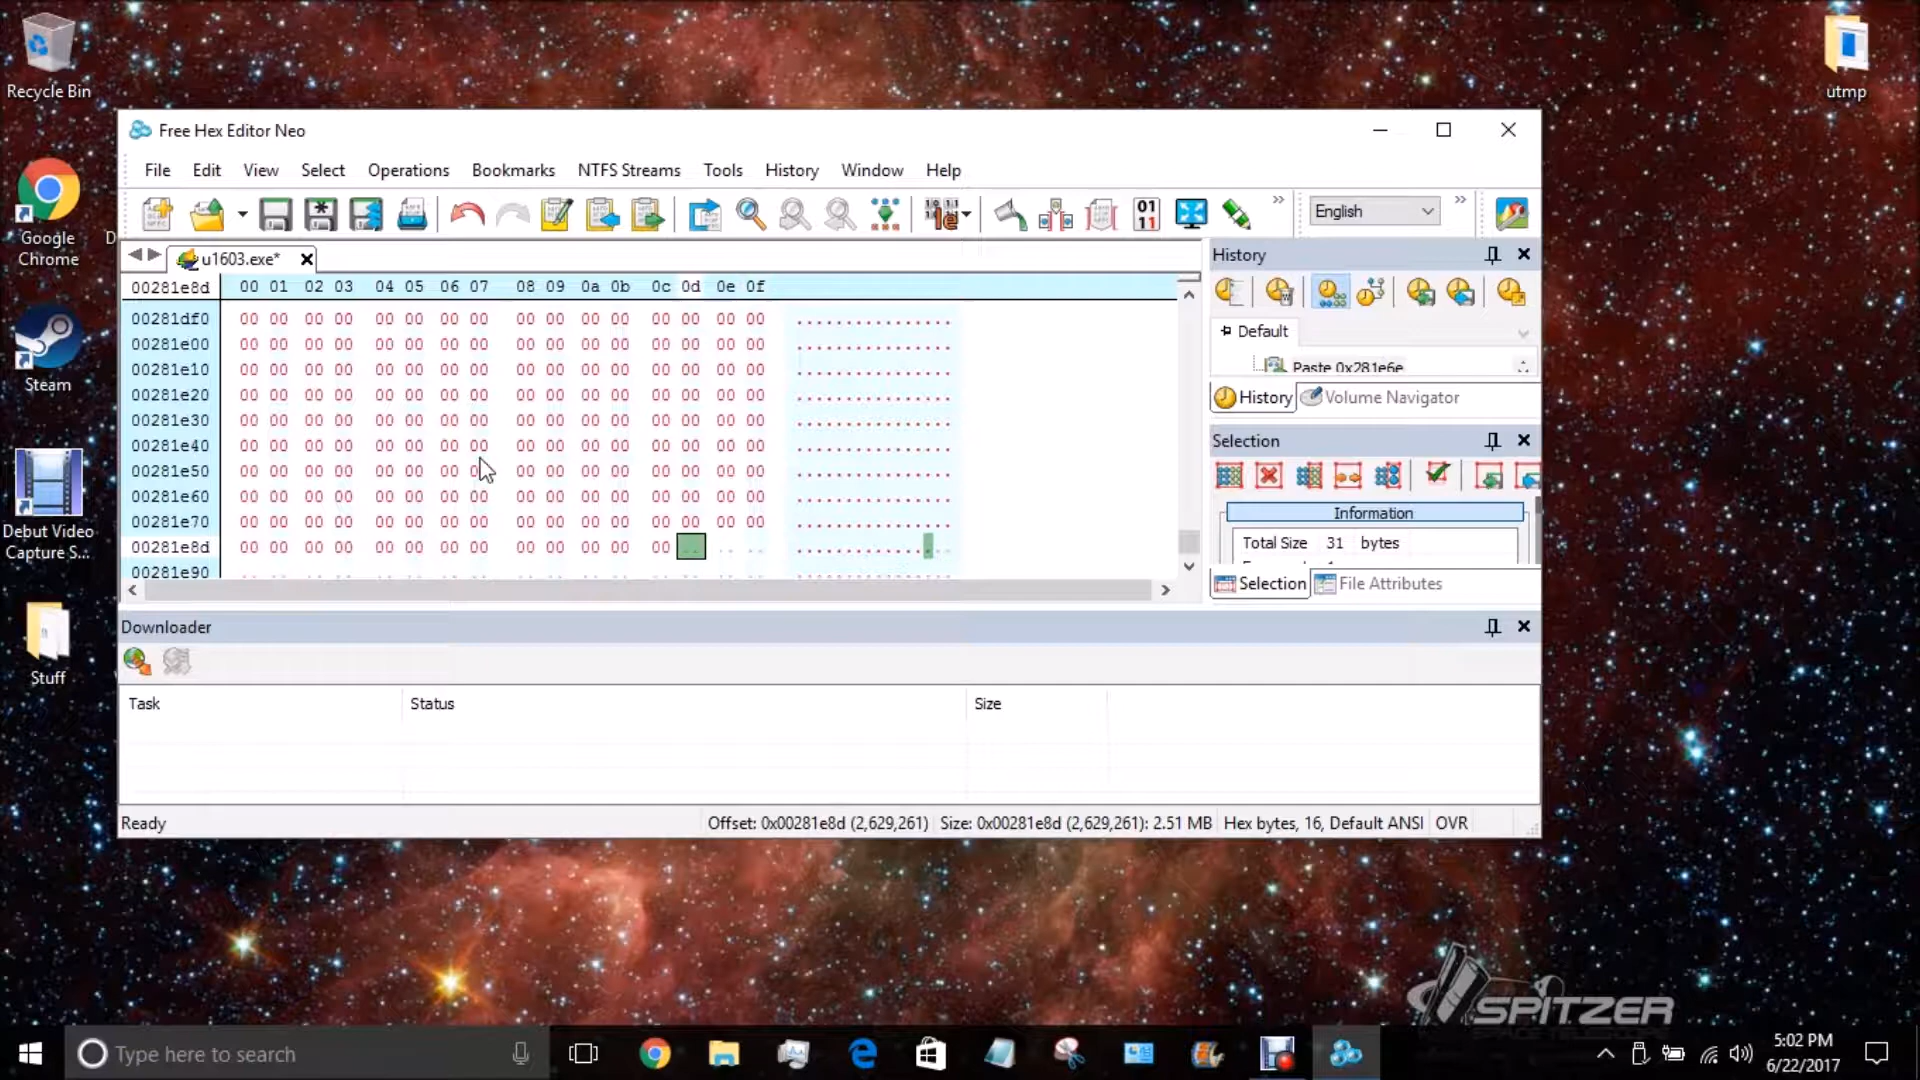 Recycle Bin
utmp
Google
Chrome
D
Steam
Debut Video
Capture S...
Stuff
Free Hex Editor Neo
File Edit View Select Operations Bookmarks NTFS Streams Tools History Window Help
English
u1603.exe*
00281e8d 00 01 02 03 04 05 06 07 08 09 0a 0b 0c 0d 0e 0f
00281df0 00 00 00 00 00 00 00 00 00 00 00 00 00 00 00 00 ................
00281e00 00 00 00 00 00 00 00 00 00 00 00 00 00 00 00 00 ................
00281e10 00 00 00 00 00 00 00 00 00 00 00 00 00 00 00 00 ................
00281e20 00 00 00 00 00 00 00 00 00 00 00 00 00 00 00 00 ................
00281e30 00 00 00 00 00 00 00 00 00 00 00 00 00 00 00 00 ................
00281e40 00 00 00 00 00 00 00 00 00 00 00 00 00 00 00 00 ................
00281e50 00 00 00 00 00 00 00 00 00 00 00 00 00 00 00 00 ................
00281e60 00 00 00 00 00 00 00 00 00 00 00 00 00 00 00 00 ................
00281e70 00 00 00 00 00 00 00 00 00 00 00 00 00 00 00 00 ................
00281e8d 00 00 00 00 00 00 00 00 00 00 00 00 00 .. .. .. ................
00281e90
History
Default
Paste 0x281e6e
History Volume Navigator
Selection
Information
Total Size 31 bytes
Selection File Attributes
Downloader
Task Status Size
Ready Offset: 0x00281e8d (2,629,261) Size: 0x00281e8d (2,629,261): 2.51 MB Hex bytes, 16, Default ANSI OVR
SPITZER
Type here to search
5:02 PM
6/22/2017